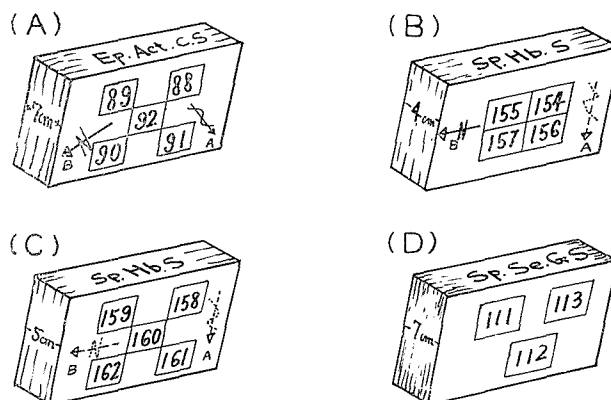 (A)
Ep. Act. C.S
7cm
89 88
92
90 91
B A
(B)
Sp. Hb. S
4cm
155 154
157 156
B A
(C)
Sp. Hb. S
5cm
159 158
160
162 161
B A
(D)
Sp. Se. G. S
7cm
111 113
112